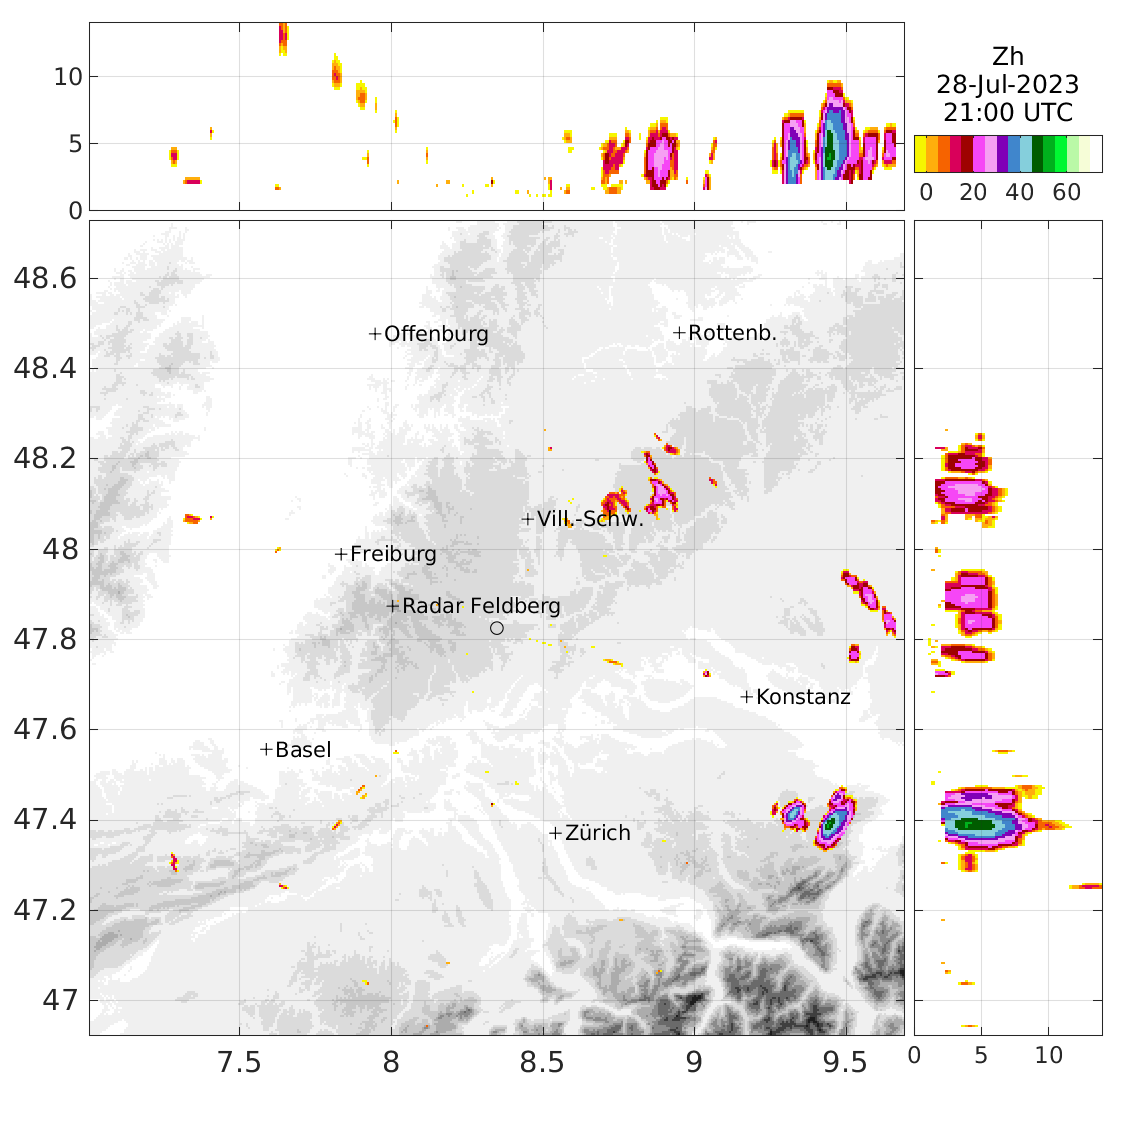 Zh
28-Jul-2023
21:00 UTC
0 20 40 60
10
5
0
48.6
48.4
48.2
48
47.8
47.6
47.4
47.2
47
+Offenburg
+Rottenb.
+Vill.-Schw.
+Freiburg
+Radar Feldberg
+Konstanz
+Basel
+Zürich
7.5 8 8.5 9 9.5
0 5 10